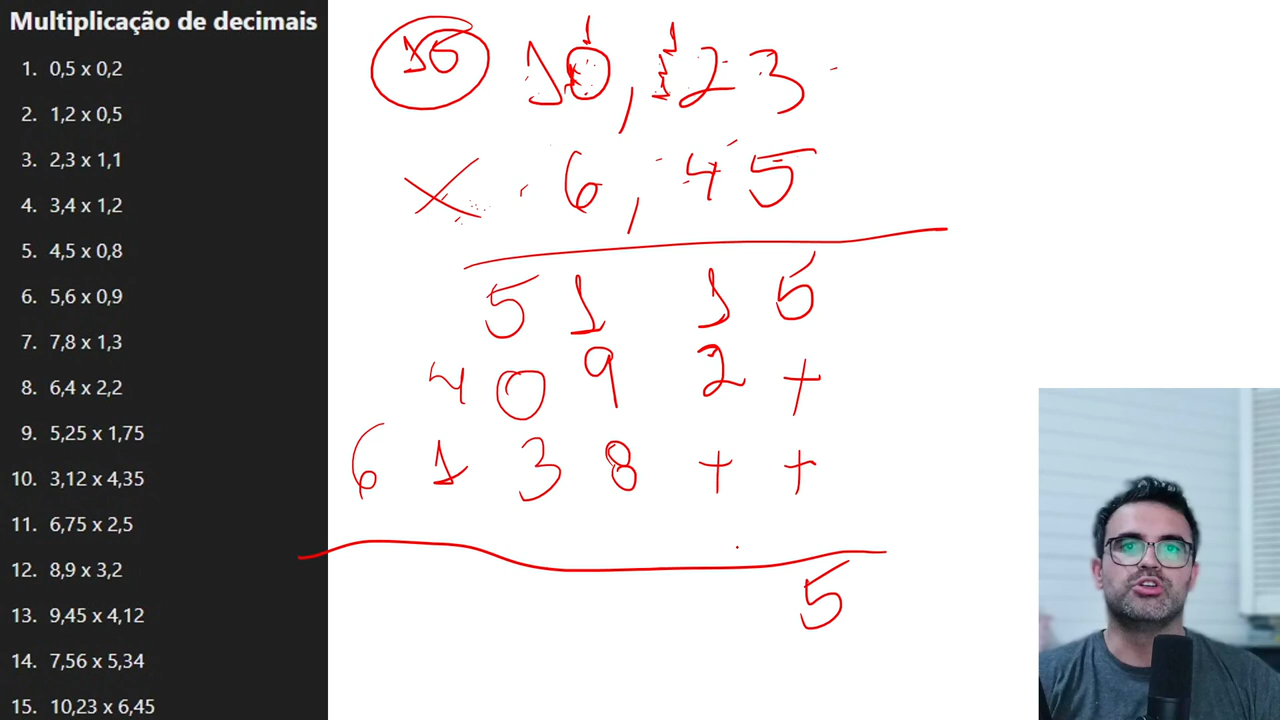 Multiplicação de decimais
1. 0,5 x 0,2
2. 1,2 x 0,5
3. 2,3 x 1,1
4. 3,4 x 1,2
5. 4,5 x 0,8
6. 5,6 x 0,9
7. 7,8 x 1,3
8. 6,4 x 2,2
9. 5,25 x 1,75
10. 3,12 x 4,35
11. 6,75 x 2,5
12. 8,9 x 3,2
13. 9,45 x 4,12
14. 7,56 x 5,34
15. 10,23 x 6,45
15
1 1
10,23
x 6,45
5115
4092+
6138++
5